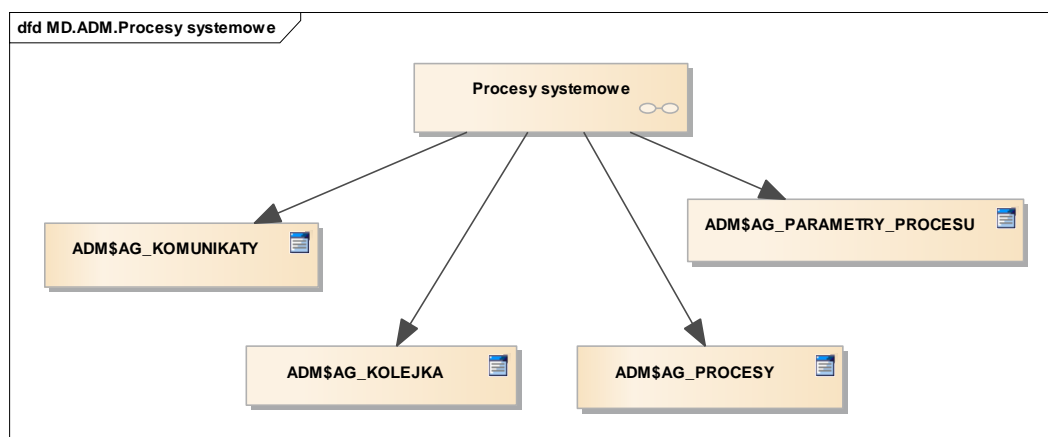 dfd MD.ADM.Procesy systemowe
Procesy systemowe
ADM$AG_PARAMETRY_PROCESU
ADM$AG_KOMUNIKATY
ADM$AG_KOLEJKA
ADM$AG_PROCESY